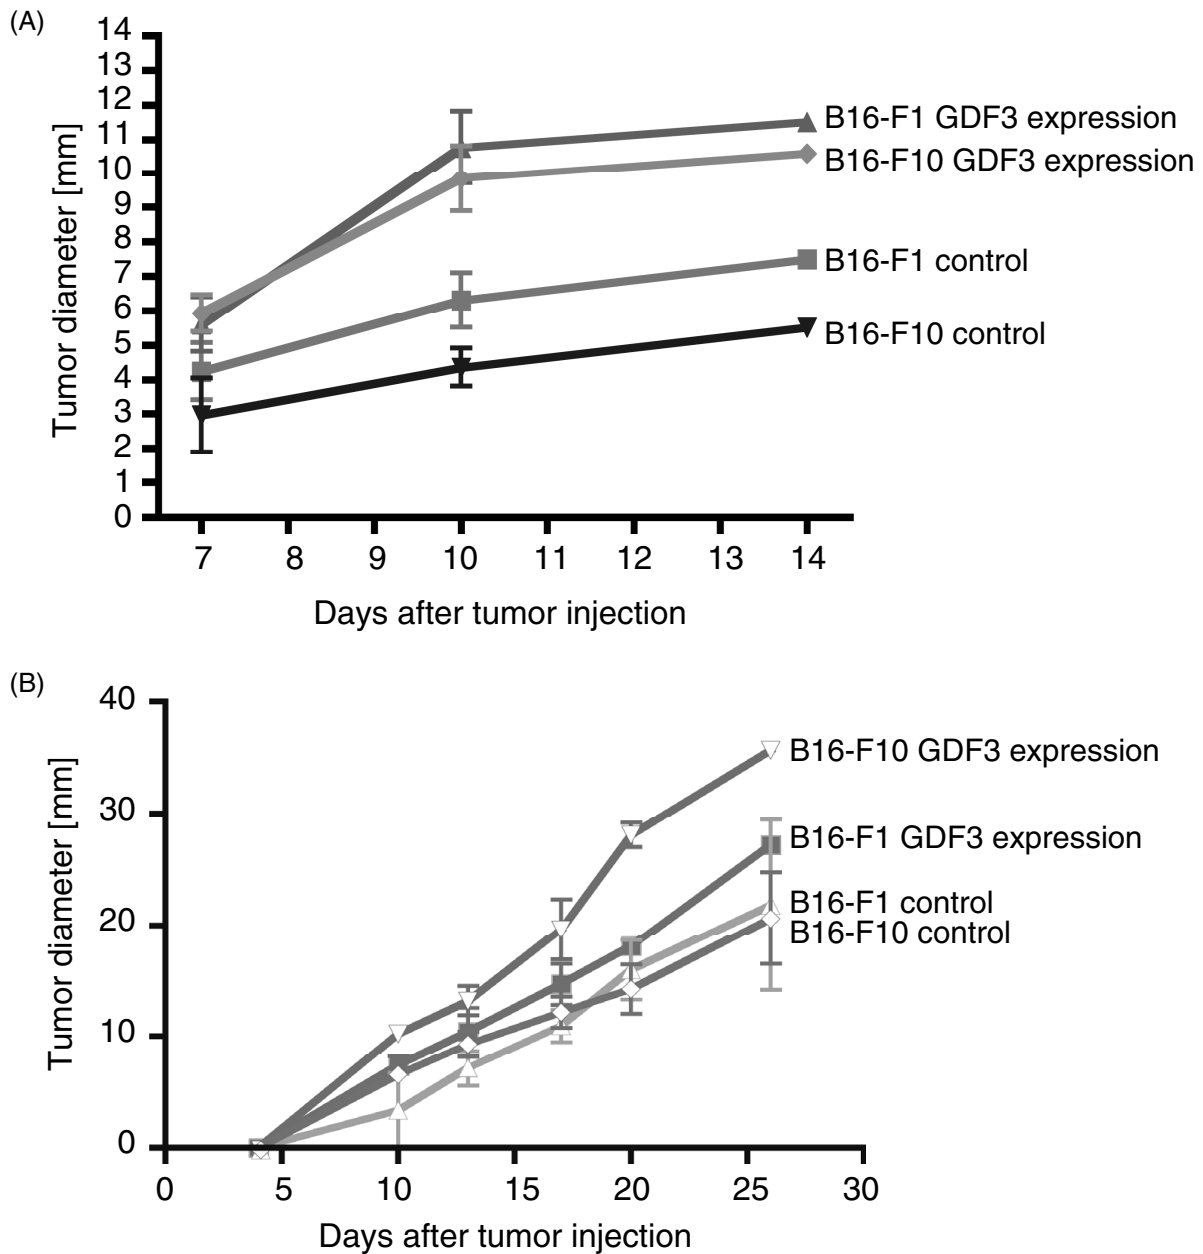 (A)
14
13
12
11
10
9
8
7
6
5
4
3
2
1
0
Tumor diameter [mm]
B16-F1 GDF3 expression
B16-F10 GDF3 expression
B16-F1 control
B16-F10 control
7 8 9 10 11 12 13 14
Days after tumor injection
(B)
40
30
20
10
0
Tumor diameter [mm]
B16-F10 GDF3 expression
B16-F1 GDF3 expression
B16-F1 control
B16-F10 control
0 5 10 15 20 25 30
Days after tumor injection